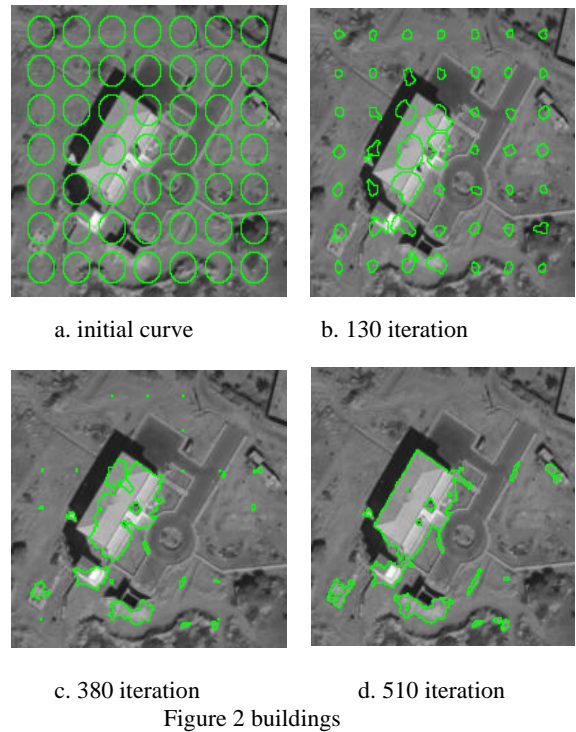 a. initial curve b. 130 iteration
c. 380 iteration d. 510 iteration
Figure 2 buildings